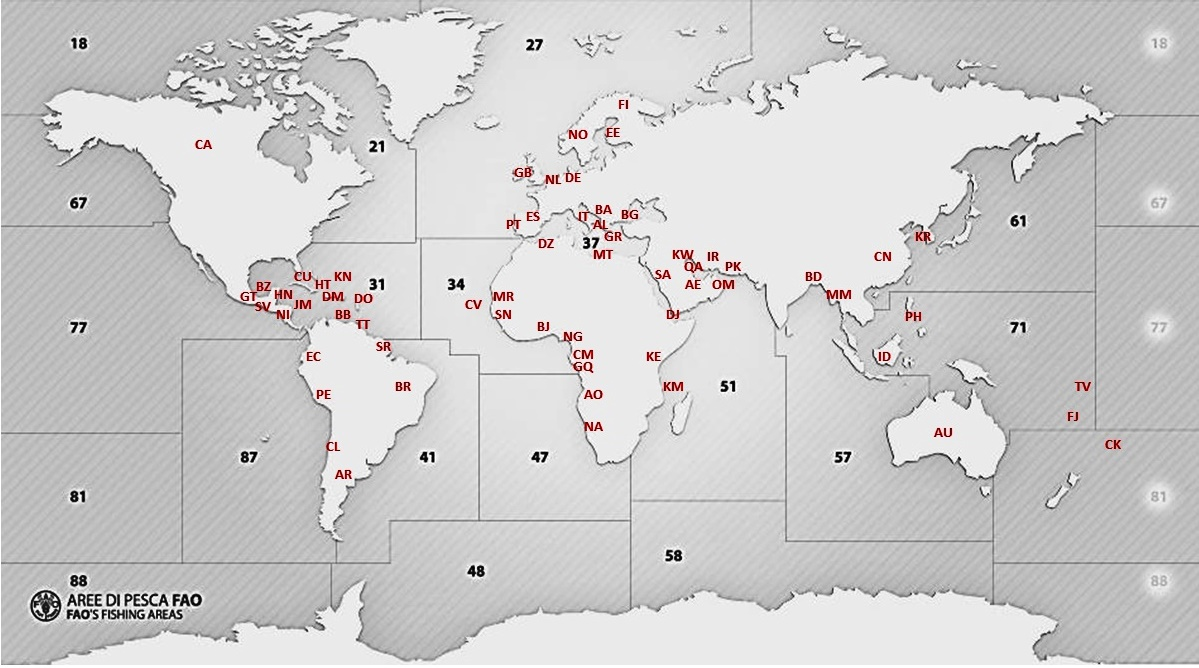 18
27
18
FI
NO
EE
CA
21
GB
NL
DE
67
67
ES
IT
BA
BG
61
PT
AL
GR
KR
DZ
37
MT
KW
IR
CN
QA
PK
SA
BD
CU
KN
BZ
HT
31
34
AE
OM
GT
HN
DM
DO
MR
MM
SV
JM
CV
NI
BB
SN
DJ
PH
TT
BJ
77
71
77
NG
SR
EC
CM
KE
ID
GQ
BR
KM
51
TV
PE
AO
FJ
NA
AU
CL
CK
87
41
47
57
AR
81
81
58
48
88
88
FAO
AREE DI PESCA FAO
FAO'S FISHING AREAS